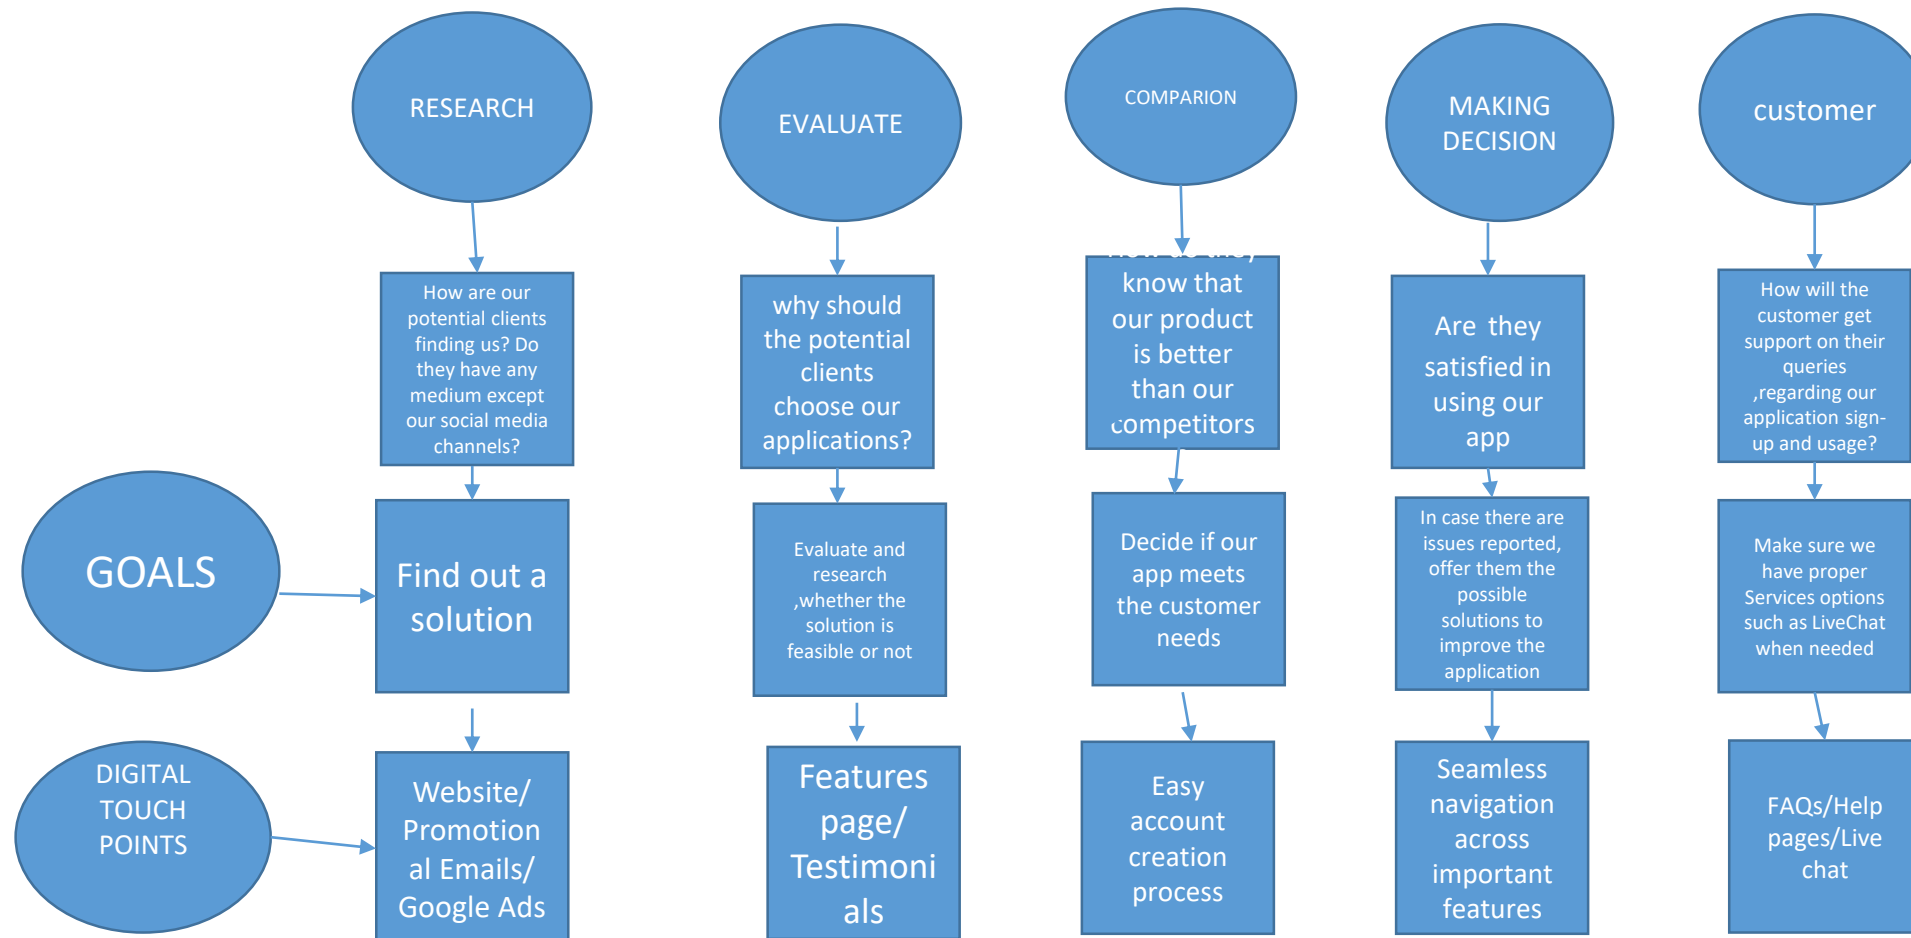 RESEARCH
EVALUATE
COMPARION
MAKING
DECISION
customer
How are our
potential clients
finding us? Do
they have any
medium except
our social media
channels?
why should
the potential
clients
choose our
applications?
know that
our product
is better
than our
competitors
Are they
satisfied in
using our
app
How will the
customer get
support on their
queries
,regarding our
application sign-
up and usage?
GOALS
Find out a
solution
Evaluate and
research
,whether the
solution is
feasible or not
Decide if our
app meets
the customer
needs
In case there are
issues reported,
offer them the
possible
solutions to
improve the
application
Make sure we
have proper
Services options
such as LiveChat
when needed
DIGITAL
TOUCH
POINTS
Website/
Promotion
al Emails/
Google Ads
Features
page/
Testimoni
als
Easy
account
creation
process
Seamless
navigation
across
important
features
FAQs/Help
pages/Live
chat